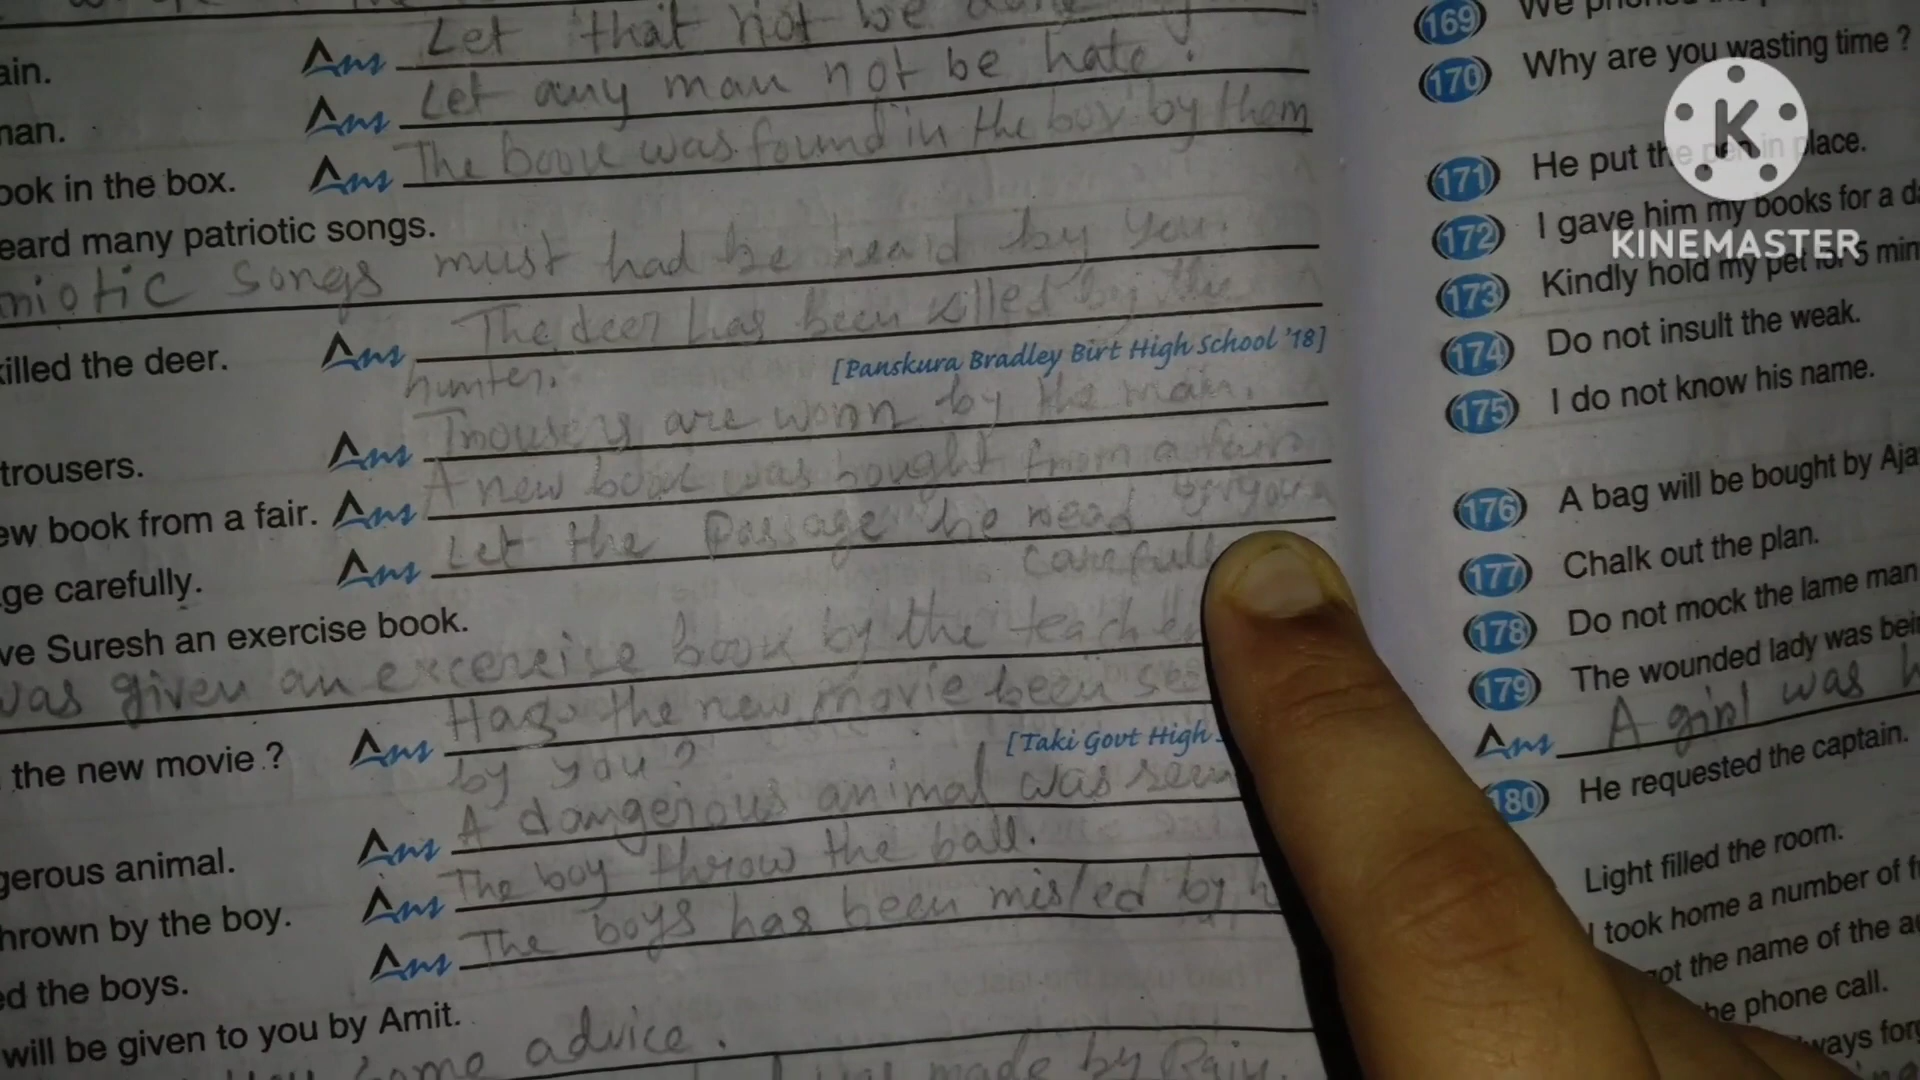 Let that not be
ain.
Ans
Let any man not be hate.
man.
Ans
The book was found in the box by them
ook in the box.
Ans
eard many patriotic songs.
riotic songs must had be heard by you.
killed the deer.
Ans
The deer has been killed by the
hunter.
[Panskura Bradley Birt High School '18]
trousers.
Ans
Trousers are worn by the man.
ew book from a fair.
Ans
A new book was bought from a fair
ge carefully.
Ans
Let the passage be read by you
carefull
ve Suresh an exercise book.
was given an excereise book by the teacher
the new movie ?
Ans
Has the new movie been see
by you?
[Taki Govt High
gerous animal.
Ans
A dangerous animal was seen
hrown by the boy.
Ans
The boy throw the ball.
ed the boys.
Ans
The boys has been misled by h
will be given to you by Amit.
some advice.
made by Raju.
169 We
170 Why are you wasting time ?
171 He put the pen in place.
172 I gave him my books for a d
173 Kindly hold my pet for 5 min
174 Do not insult the weak.
175 I do not know his name.
176 A bag will be bought by Aja
177 Chalk out the plan.
178 Do not mock the lame man
179 The wounded lady was bein
Ans A girl was h
180 He requested the captain.
Light filled the room.
I took home a number of f
ot the name of the a
he phone call.
ways forg
K
KINEMASTER